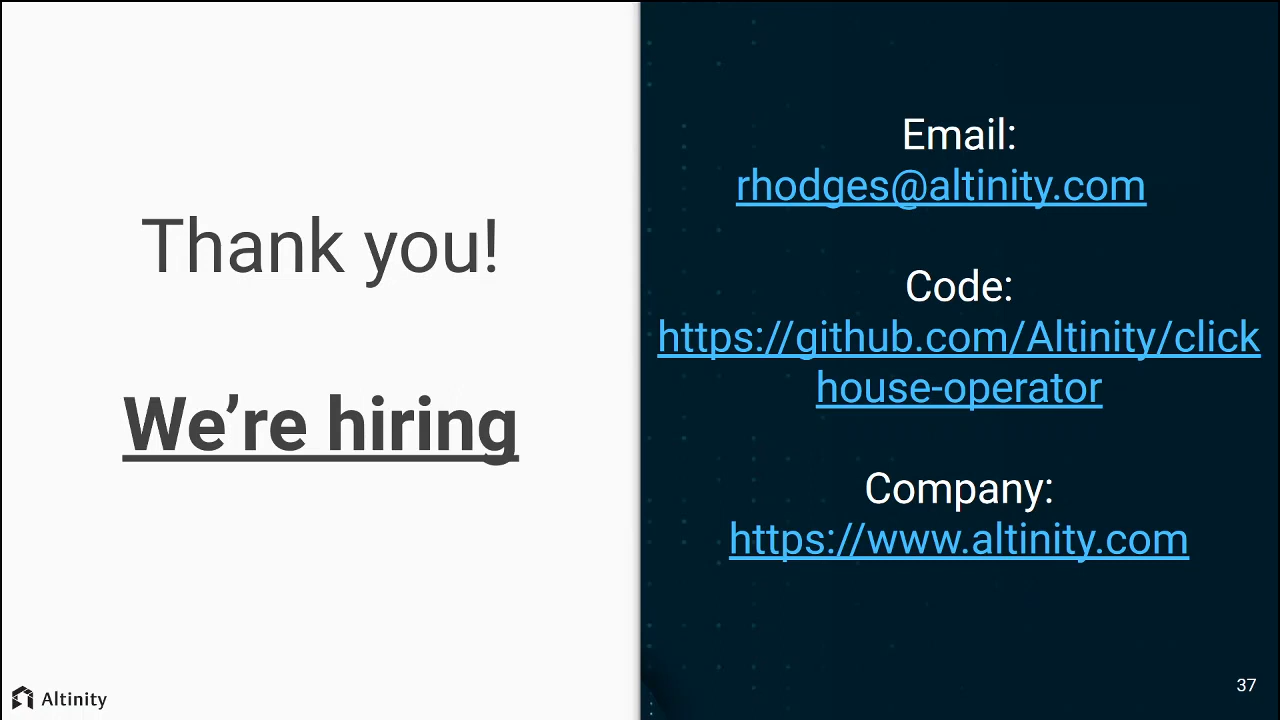 Thank you!
We’re hiring
Email:
rhodges@altinity.com
Code:
https://github.com/Altinity/click
house-operator
Company:
https://www.altinity.com
Altinity
37